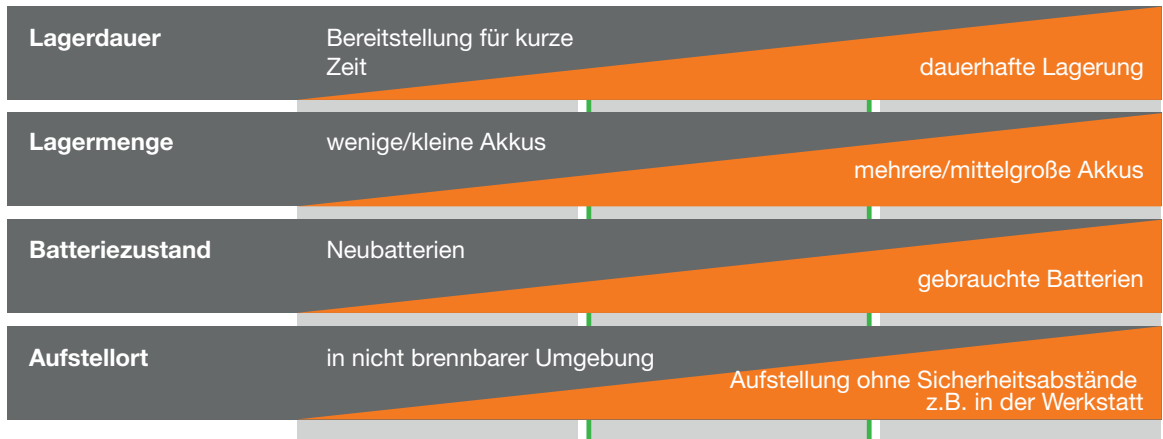 Lagerdauer
Bereitstellung für kurze
Zeit
dauerhafte Lagerung
Lagermenge
wenige/kleine Akkus
mehrere/mittelgroße Akkus
Batteriezustand
Neubatterien
gebrauchte Batterien
Aufstellort
in nicht brennbarer Umgebung
Aufstellung ohne Sicherheitsabstände
z.B. in der Werkstatt